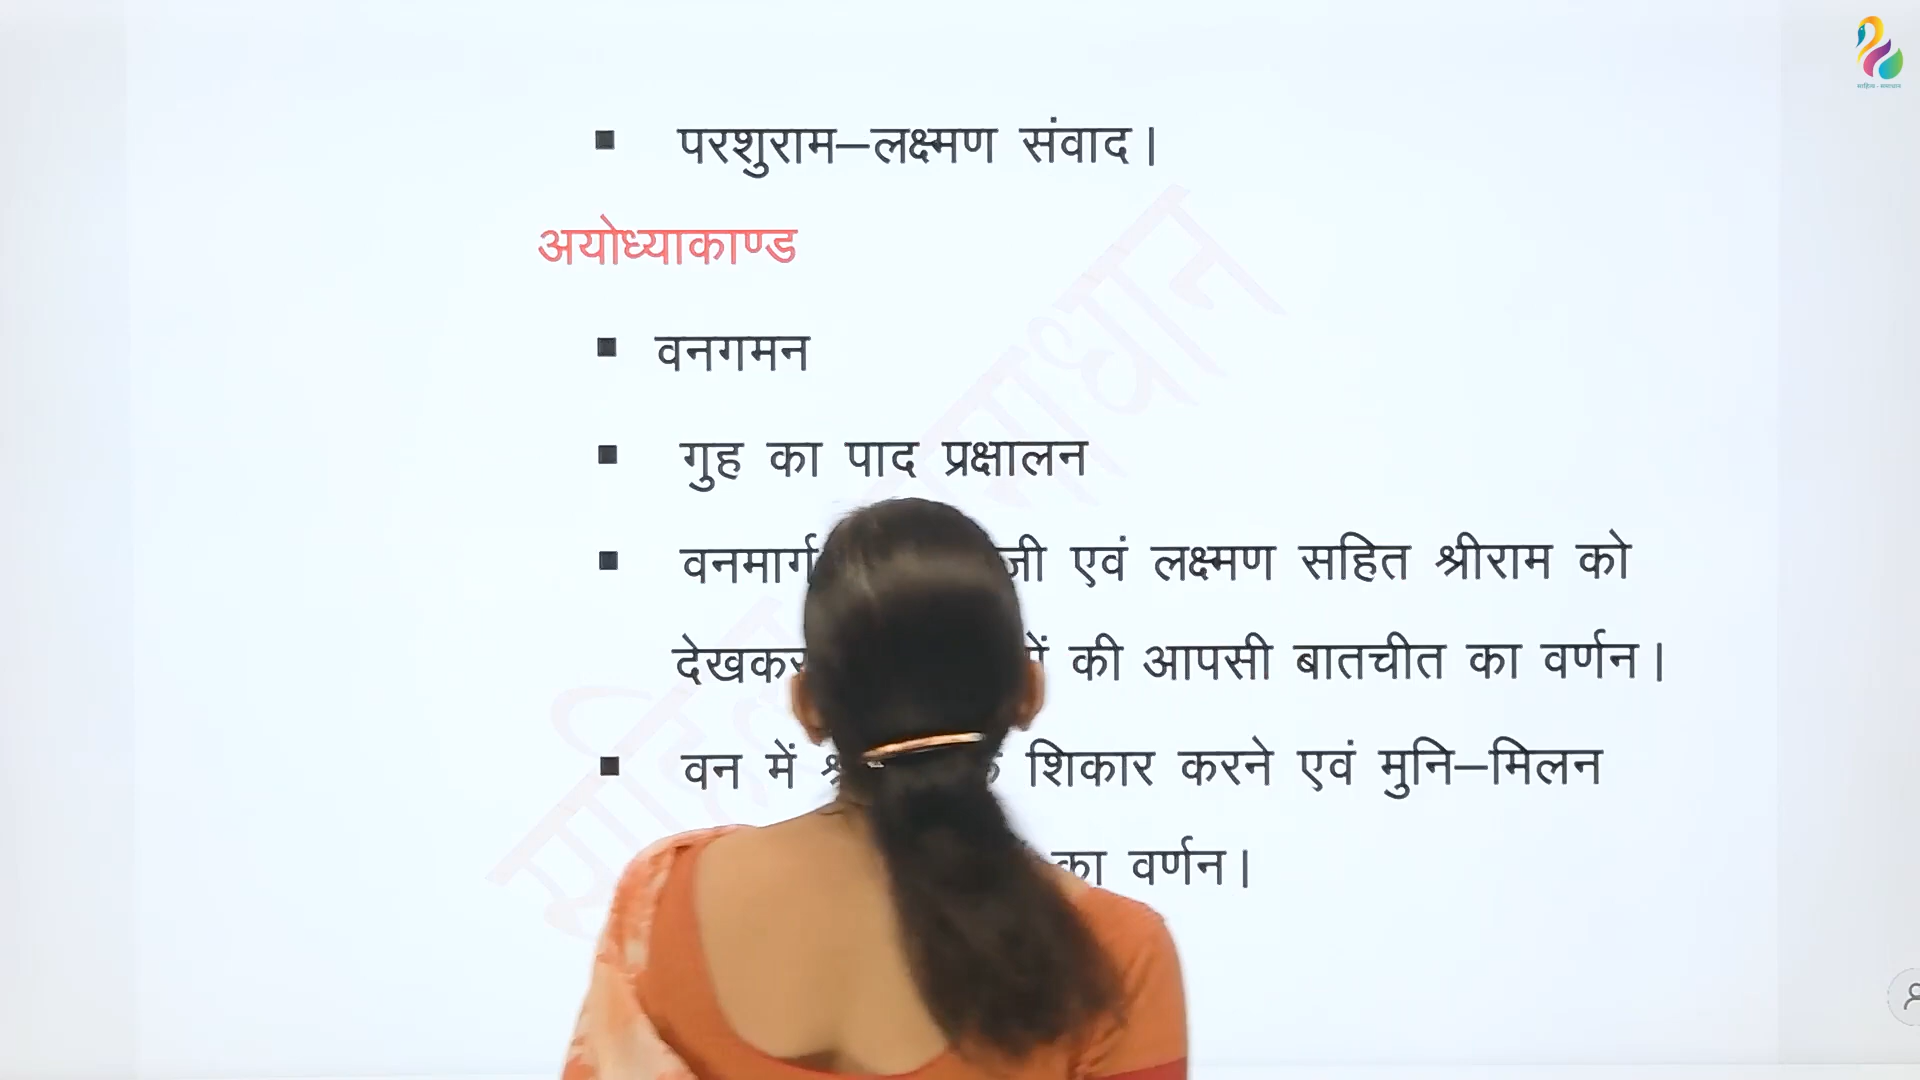 परशुराम–लक्ष्मण संवाद।
अयोध्याकाण्ड
वनगमन
गुह का पाद प्रक्षालन
वनमार्ग एवं लक्ष्मण सहित श्रीराम को
की आपसी बातचीत का वर्णन।
वन में शिकार करने एवं मुनि–मिलन
का वर्णन।
साहित्य - समाधान